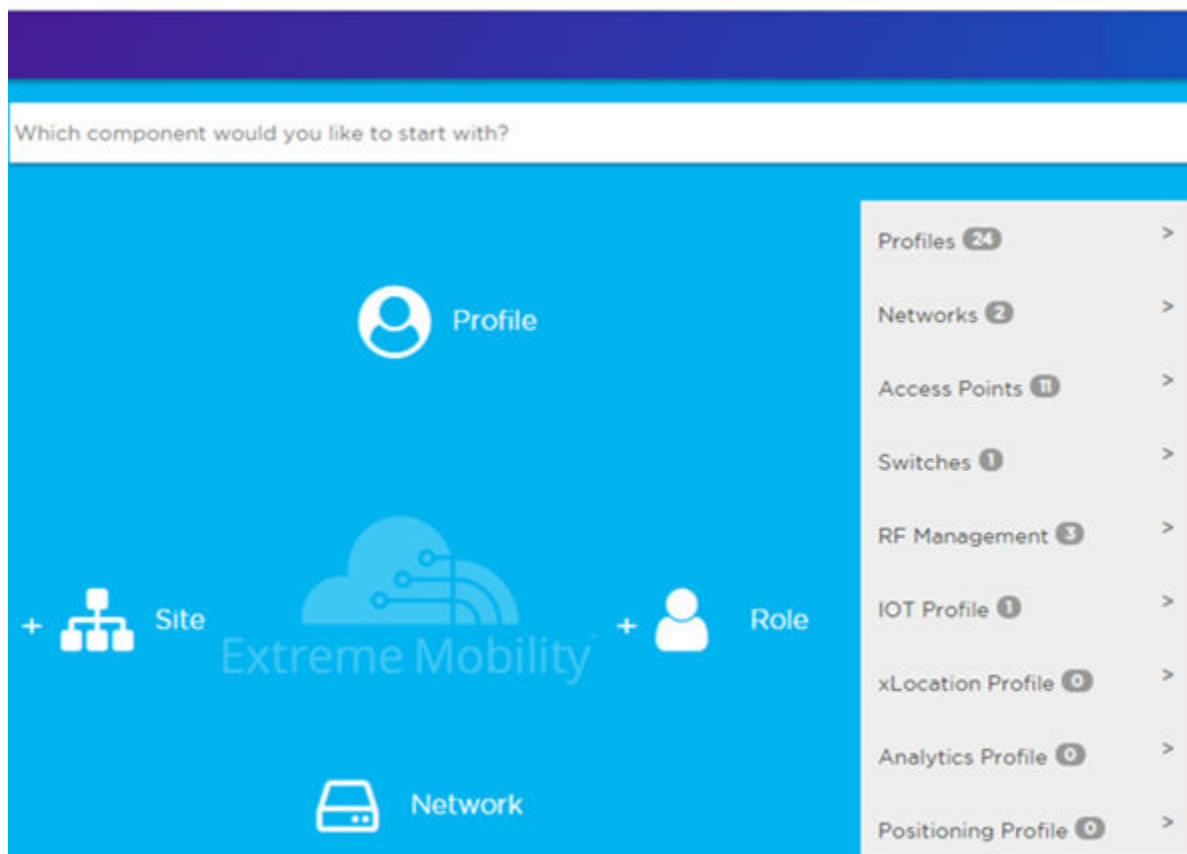 Which component would you like to start with?
Profiles 24 >
Profile
Networks 2 >
Access Points 11 >
Switches 1 >
RF Management 3 >
+ Site
+ Role
IOT Profile 1 >
Extreme Mobility
xLocation Profile 0 >
Analytics Profile 0 >
Network
Positioning Profile 0 >